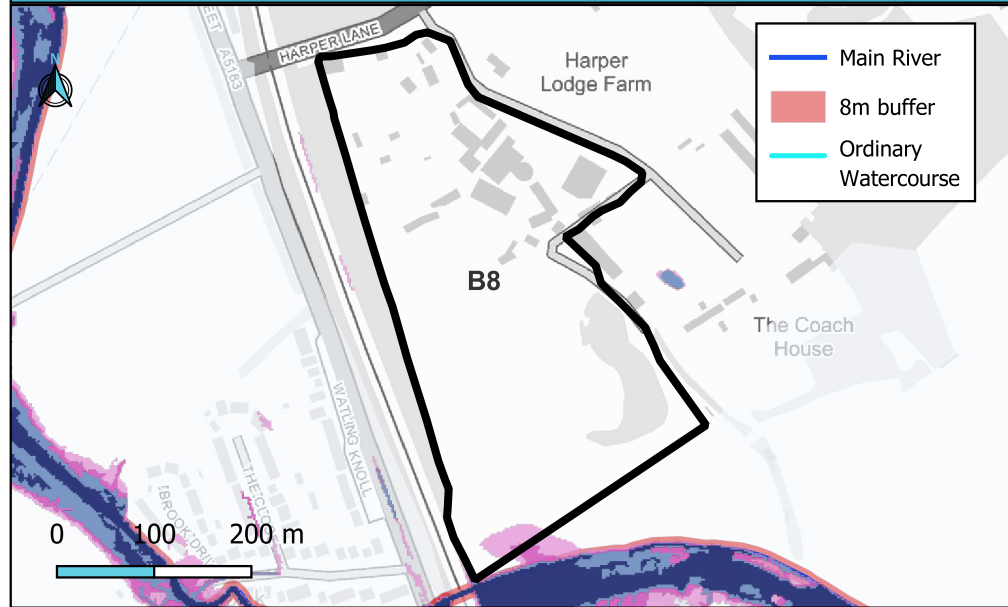 EET
A5183
HARPER LANE
Harper
Lodge Farm
N
Main River
8m buffer
Ordinary
Watercourse
B8
The Coach
House
WATLING KNOLL
0 100 200 m